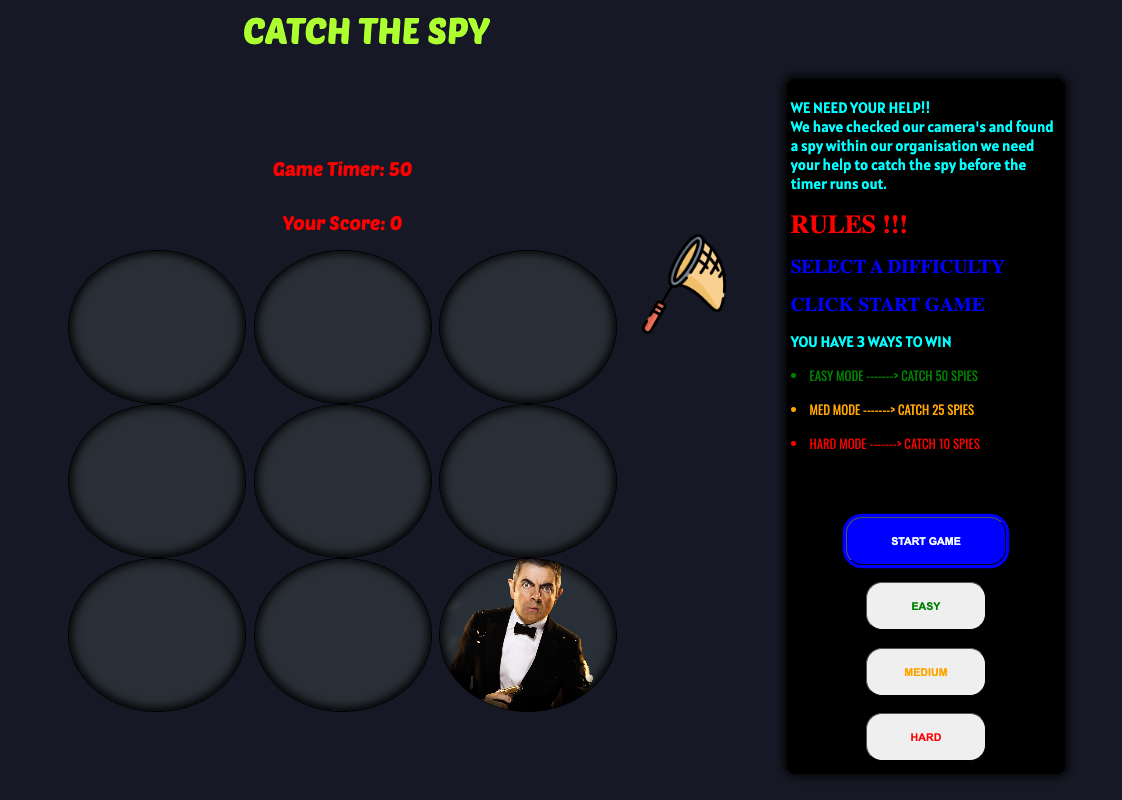 CATCH THE SPY
Game Timer: 50
Your Score: 0
WE NEED YOUR HELP!!
We have checked our camera's and found
a spy within our organisation we need
your help to catch the spy before the
timer runs out.
RULES !!!
SELECT A DIFFICULTY
CLICK START GAME
YOU HAVE 3 WAYS TO WIN
• EASY MODE -------> CATCH 50 SPIES
• MED MODE -------> CATCH 25 SPIES
• HARD MODE -------> CATCH 10 SPIES
START GAME
EASY
MEDIUM
HARD